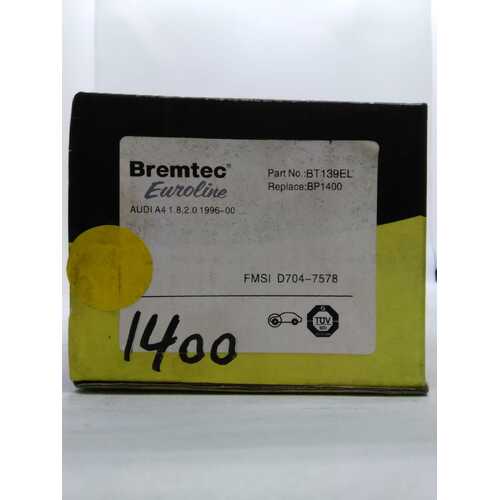 Bremtec®
Euroline
Part No.:BT139EL
Replace:BP1400
AUDI A4 1.8,2.0 1996-00 ...
FMSI D704-7578
TÜV
1400